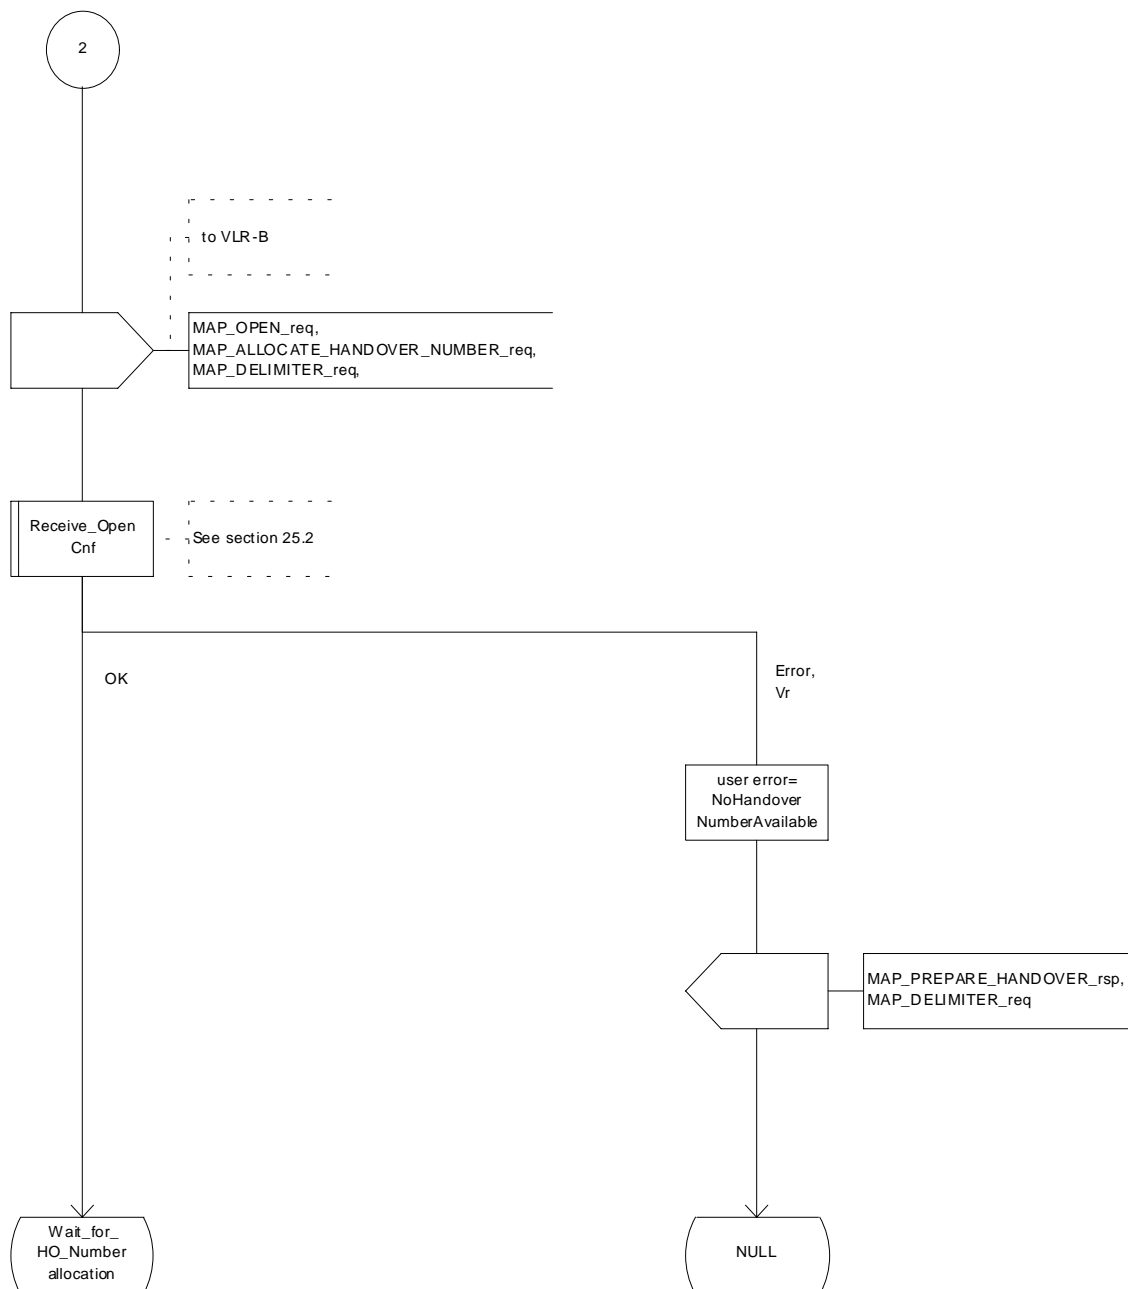 2
to VLR-B
MAP_OPEN_req,
MAP_ALLOCATE_HANDOVER_NUMBER_req,
MAP_DELIMITER_req,
Receive_Open
Cnf
See section 25.2
OK
Error,
Vr
user error=
NoHandover
NumberAvailable
MAP_PREPARE_HANDOVER_rsp,
MAP_DELIMITER_req
Wait_for_
HO_Number
allocation
NULL